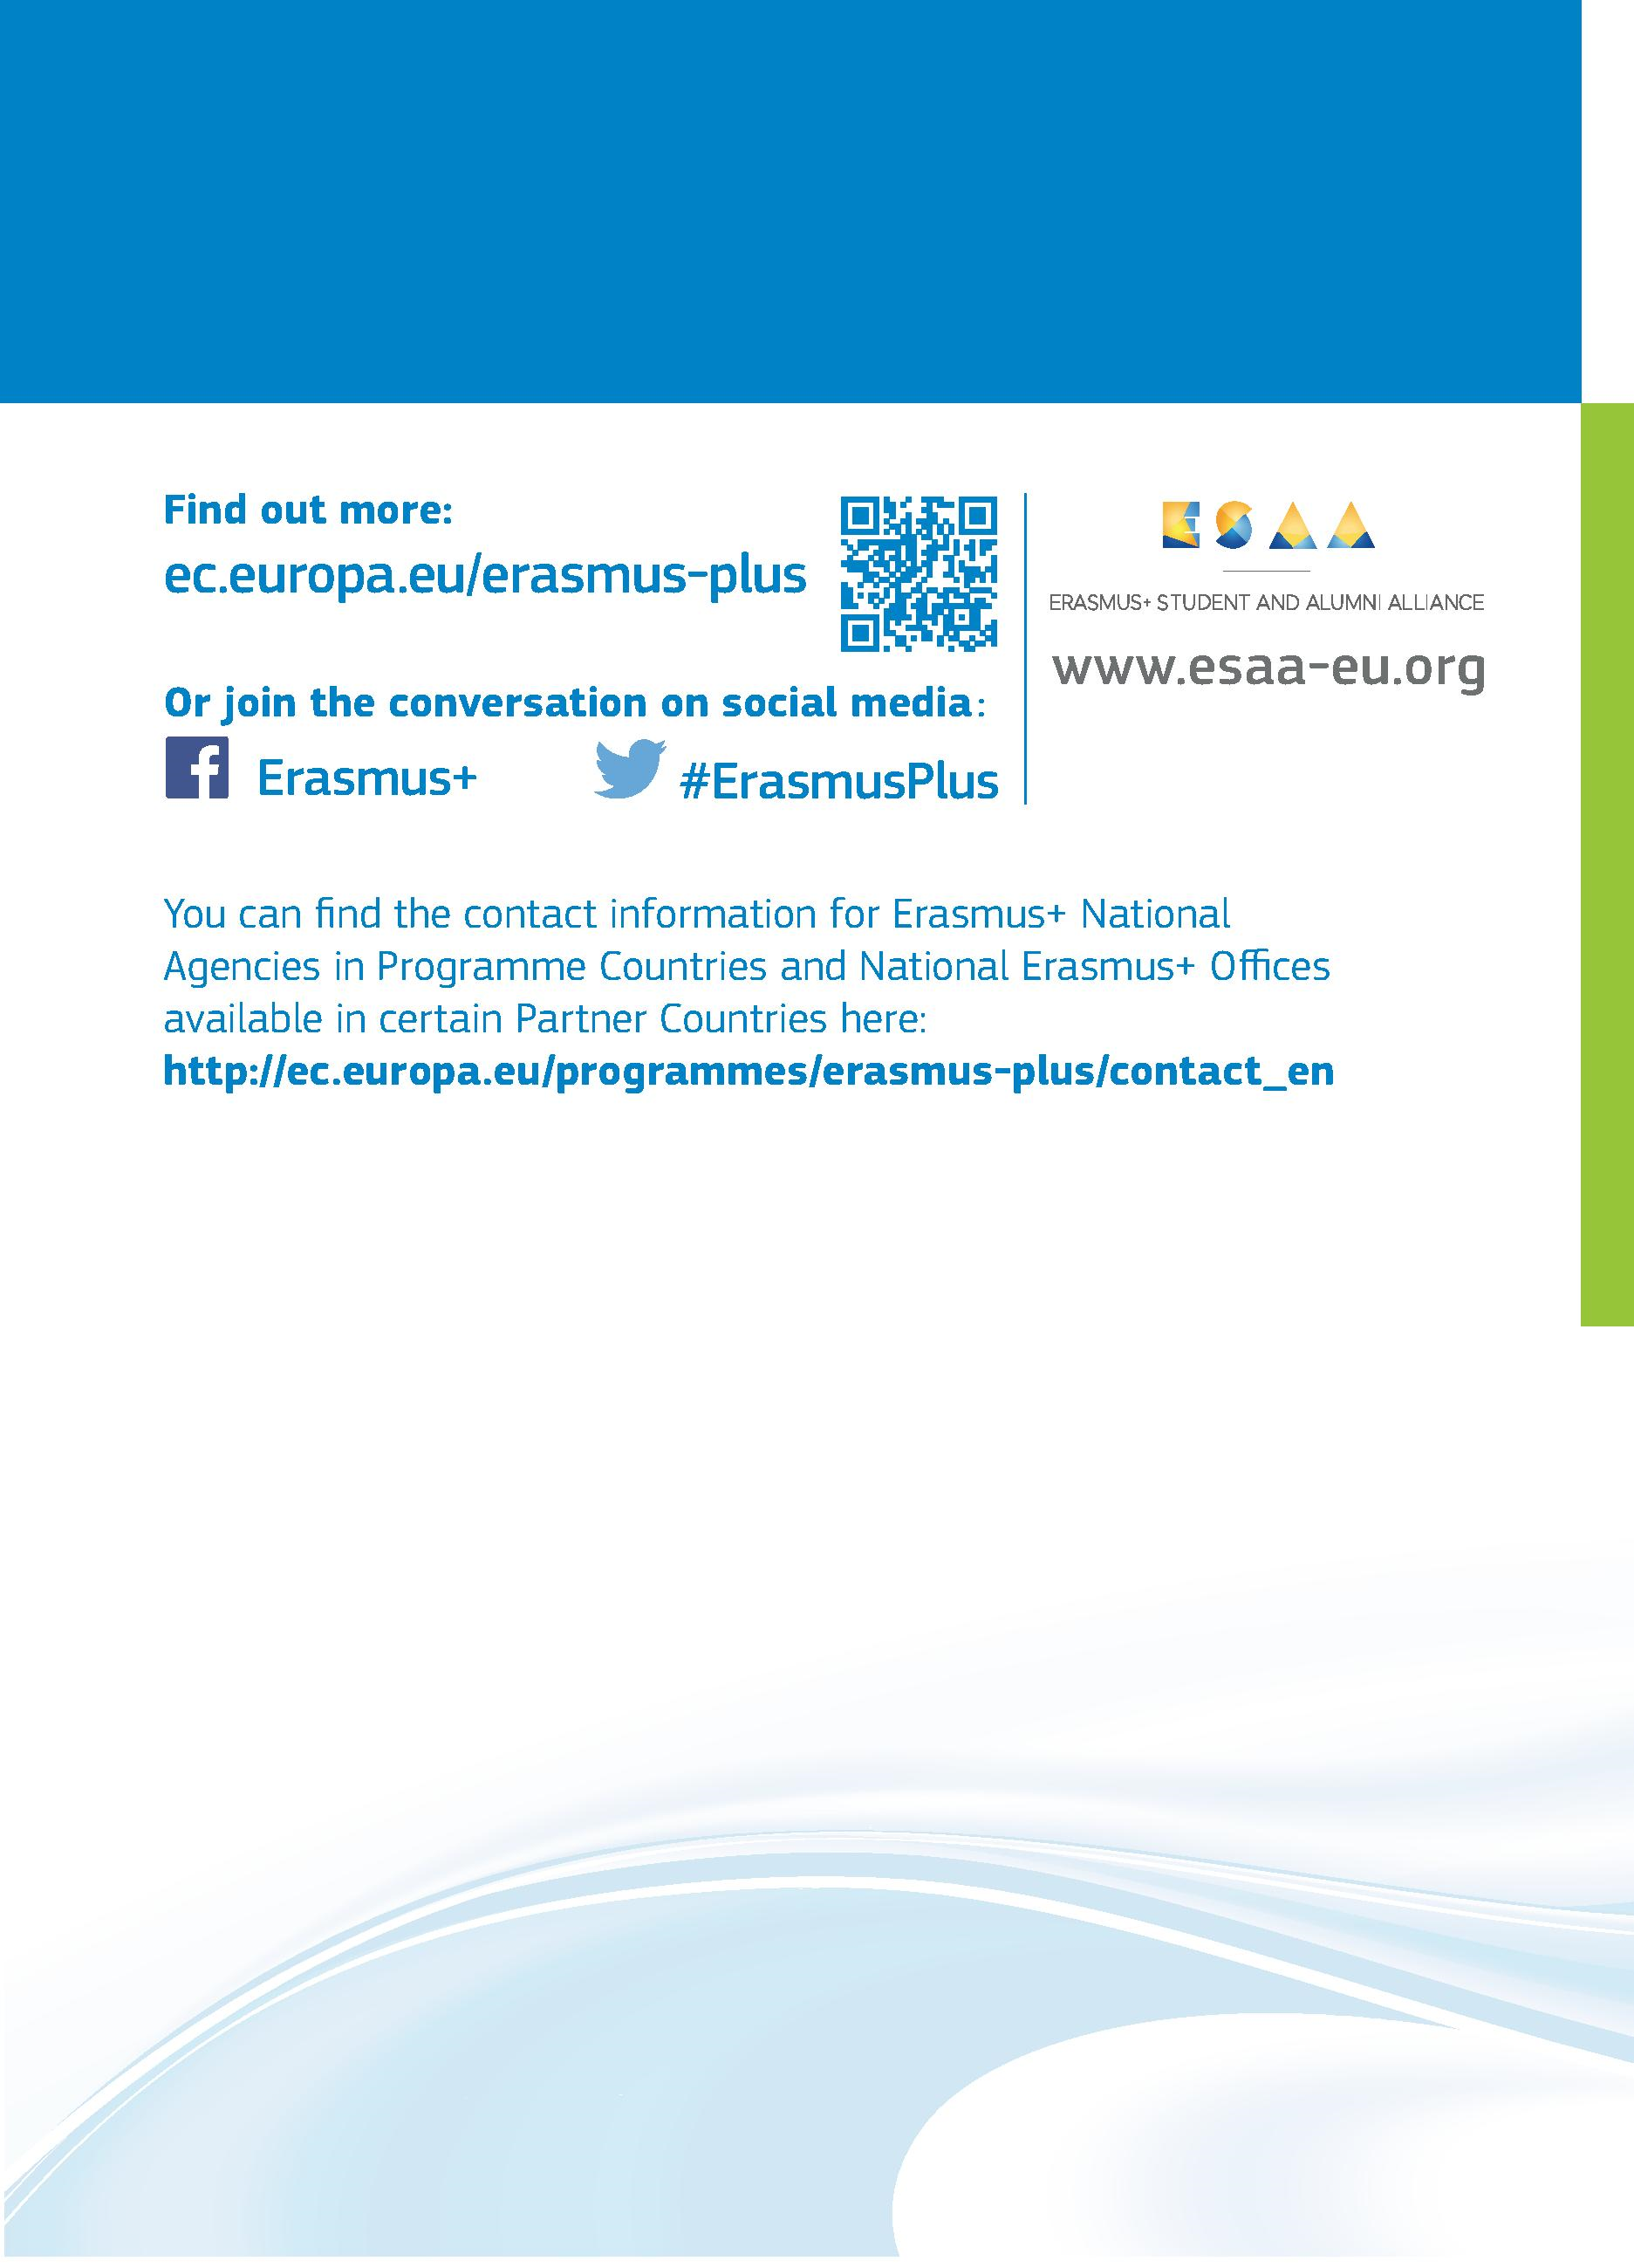 Find out more:
ec.europa.eu/erasmus-plus
Or join the conversation on social media:
f Erasmus+
#ErasmusPlus
ESAA
ERASMUS+ STUDENT AND ALUMNI ALLIANCE
www.esaa-eu.org
You can find the contact information for Erasmus+ National
Agencies in Programme Countries and National Erasmus+ Offices
available in certain Partner Countries here:
http://ec.europa.eu/programmes/erasmus-plus/contact_en